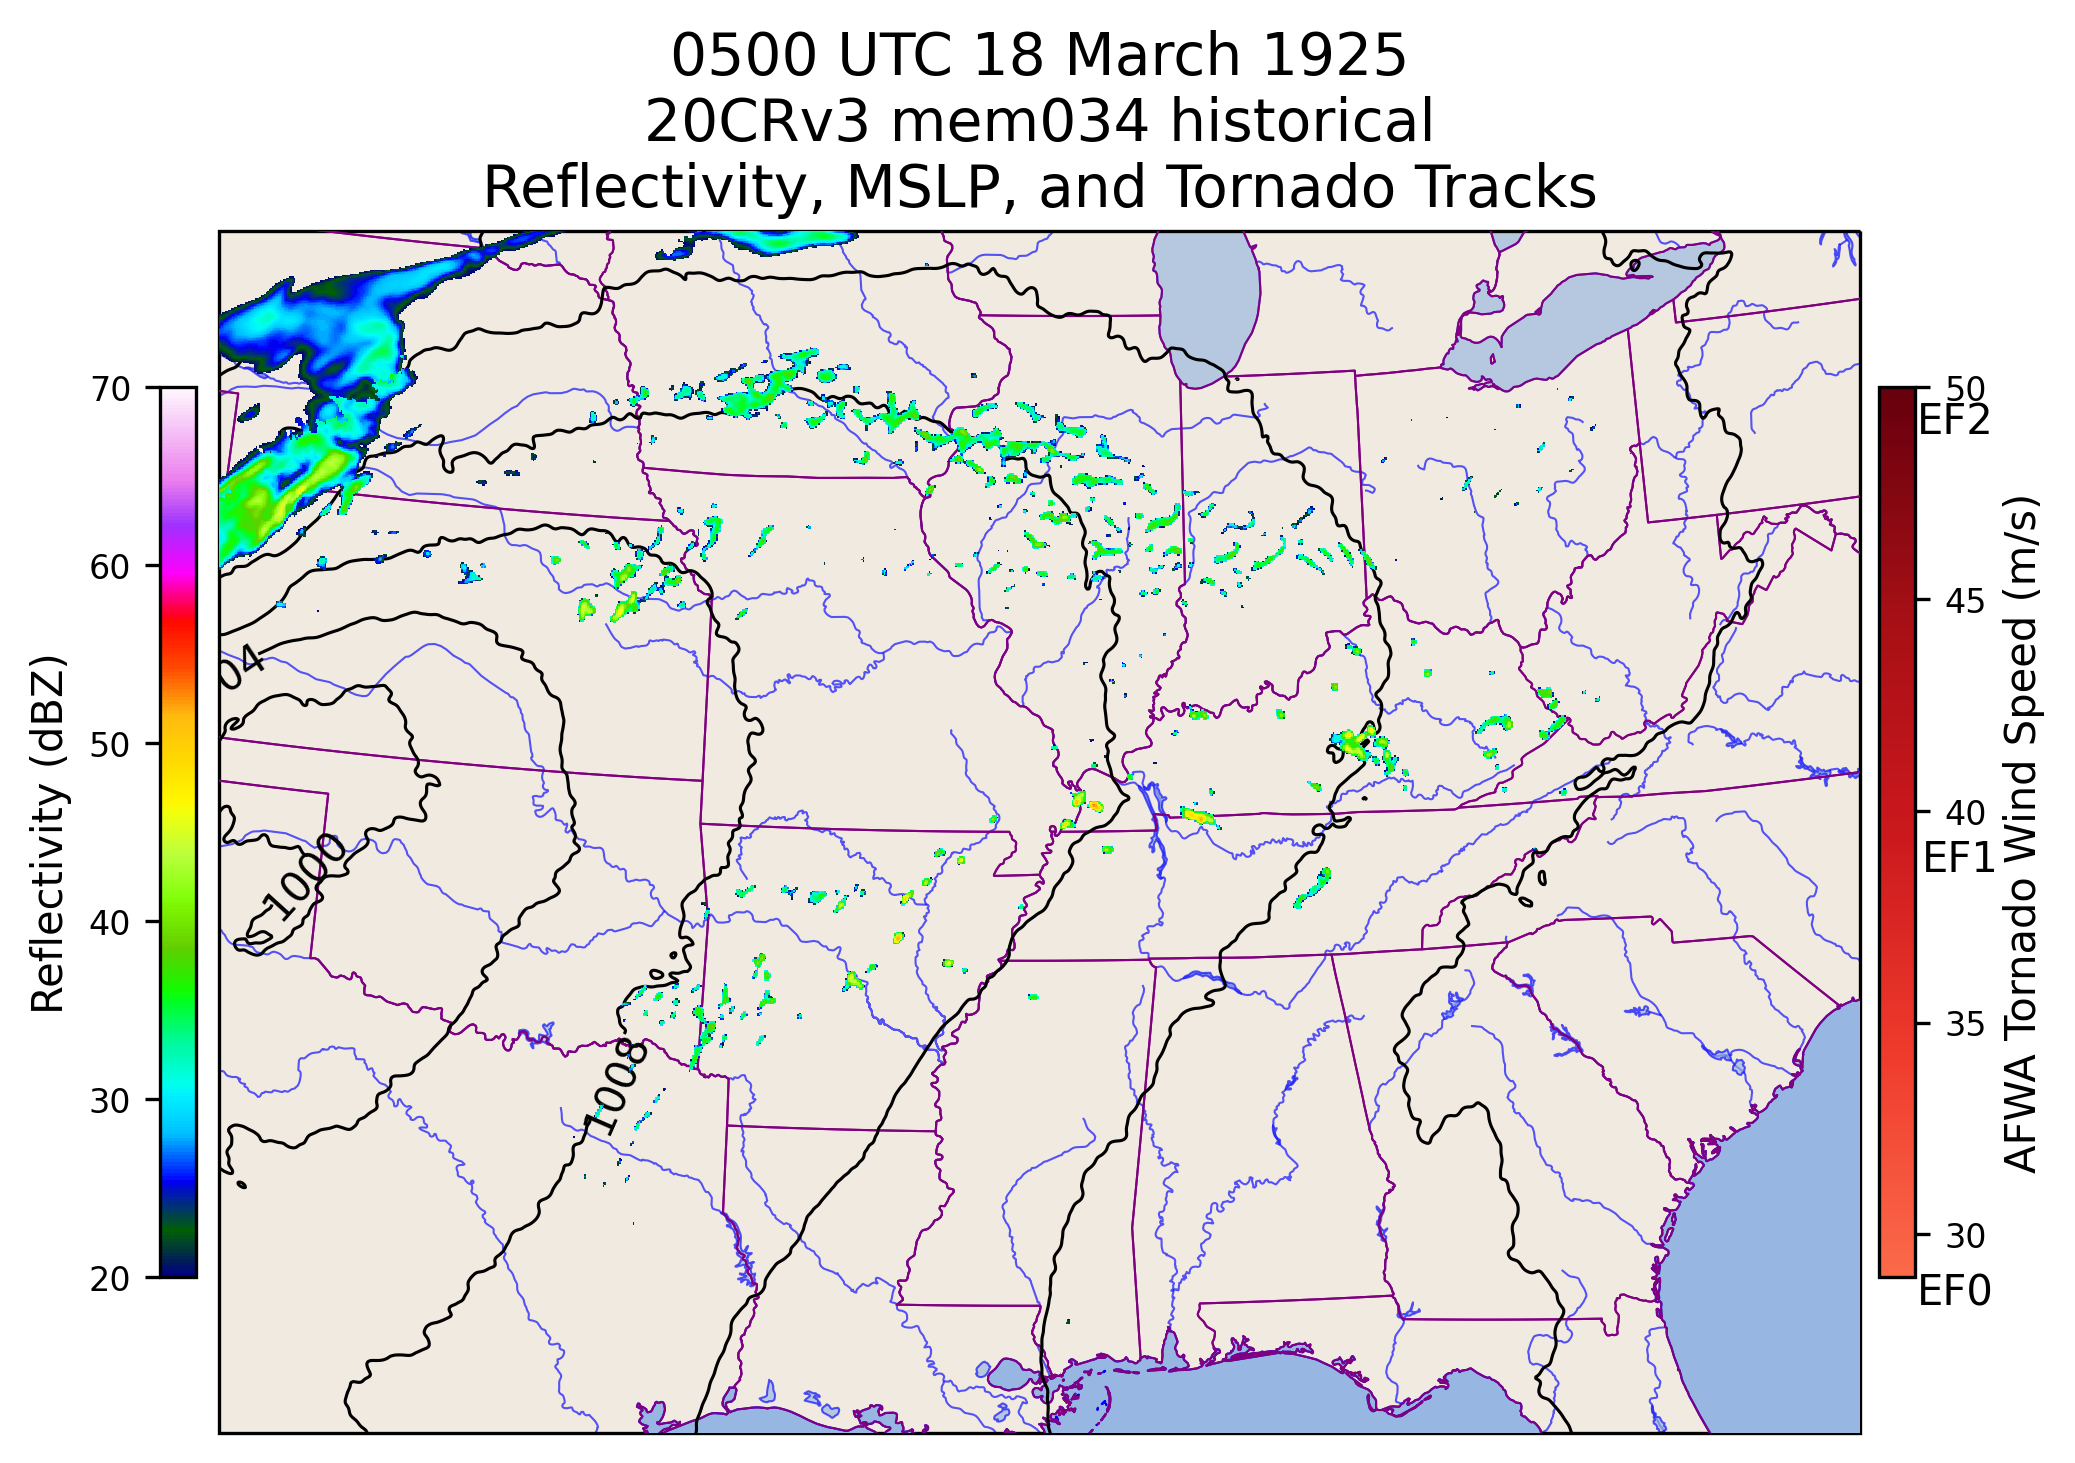 0500 UTC 18 March 1925
20CRv3 mem034 historical
Reflectivity, MSLP, and Tornado Tracks
Reflectivity (dBZ)
70
60
50
40
30
20
04
1000
1008
50
EF2
45
40
EF1
35
30
EF0
AFWA Tornado Wind Speed (m/s)